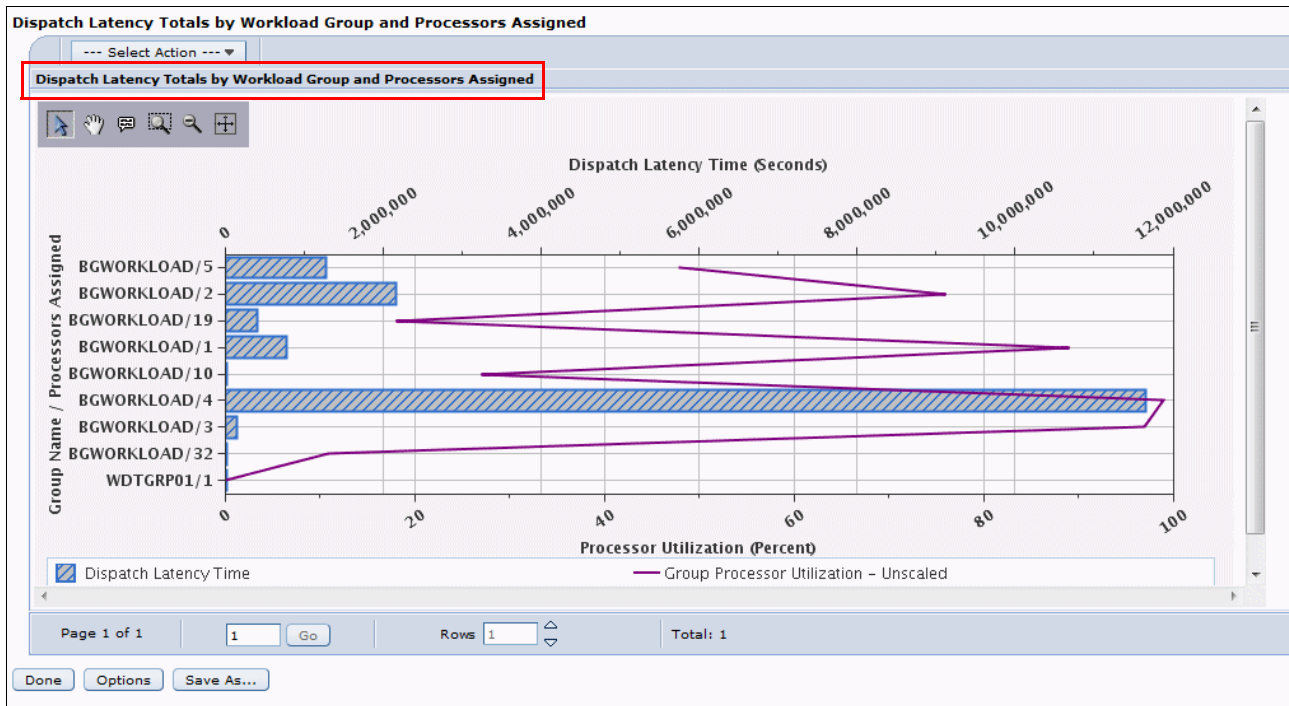 Dispatch Latency Totals by Workload Group and Processors Assigned
--- Select Action ---
Dispatch Latency Totals by Workload Group and Processors Assigned
Dispatch Latency Time (Seconds)
0 2,000,000 4,000,000 6,000,000 8,000,000 10,000,000 12,000,000
Group Name / Processors Assigned
BGWORKLOAD/5
BGWORKLOAD/2
BGWORKLOAD/19
BGWORKLOAD/1
BGWORKLOAD/10
BGWORKLOAD/4
BGWORKLOAD/3
BGWORKLOAD/32
WDTGRP01/1
0 20 40 60 80 100
Processor Utilization (Percent)
Dispatch Latency Time Group Processor Utilization – Unscaled
Page 1 of 1 1 Go Rows 1 Total: 1
Done Options Save As...